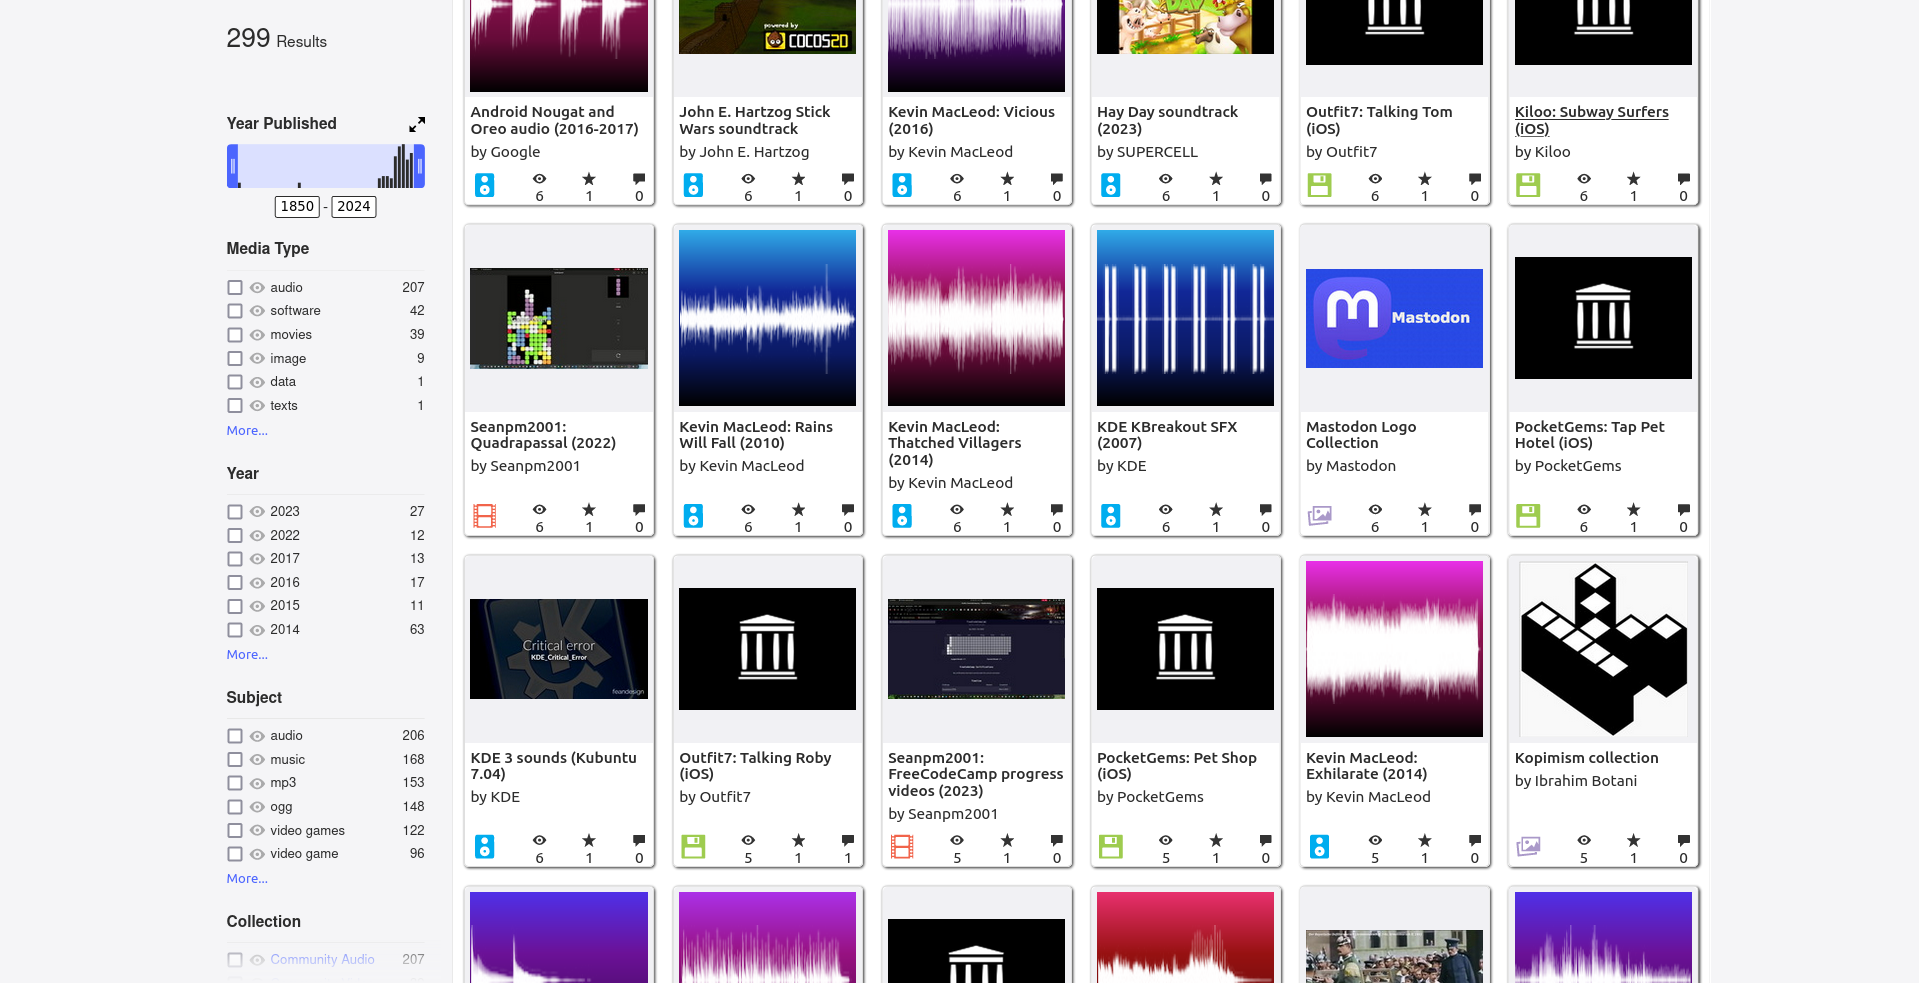 299 Results
Year Published
1850 - 2024
Media Type
audio 207
software 42
movies 39
image 9
data 1
texts 1
More...
Year
2023 27
2022 12
2017 13
2016 17
2015 11
2014 63
More...
Subject
audio 206
music 168
mp3 153
ogg 148
video games 122
video game 96
More...
Collection
Community Audio 207
powered by
COCOS2D
DAY
Android Nougat and
Oreo audio (2016-2017)
by Google
6 1 0
John E. Hartzog Stick
Wars soundtrack
by John E. Hartzog
6 1 0
Kevin MacLeod: Vicious
(2016)
by Kevin MacLeod
6 1 0
Hay Day soundtrack
(2023)
by SUPERCELL
6 1 0
Outfit7: Talking Tom
(iOS)
by Outfit7
6 1 0
Kiloo: Subway Surfers
(iOS)
by Kiloo
6 1 0
Seanpm2001:
Quadrapassal (2022)
by Seanpm2001
6 1 0
Kevin MacLeod: Rains
Will Fall (2010)
by Kevin MacLeod
6 1 0
Kevin MacLeod:
Thatched Villagers
(2014)
by Kevin MacLeod
6 1 0
KDE KBreakout SFX
(2007)
by KDE
6 1 0
Mastodon
Mastodon Logo
Collection
by Mastodon
6 1 0
PocketGems: Tap Pet
Hotel (iOS)
by PocketGems
6 1 0
Critical error
KDE_Critical_Error
feandesign
KDE 3 sounds (Kubuntu
7.04)
by KDE
6 1 0
Outfit7: Talking Roby
(iOS)
by Outfit7
5 1 1
Seanpm2001:
FreeCodeCamp progress
videos (2023)
by Seanpm2001
5 1 0
PocketGems: Pet Shop
(iOS)
by PocketGems
5 1 0
Kevin MacLeod:
Exhilarate (2014)
by Kevin MacLeod
5 1 0
Kopimism collection
by Ibrahim Botani
5 1 0